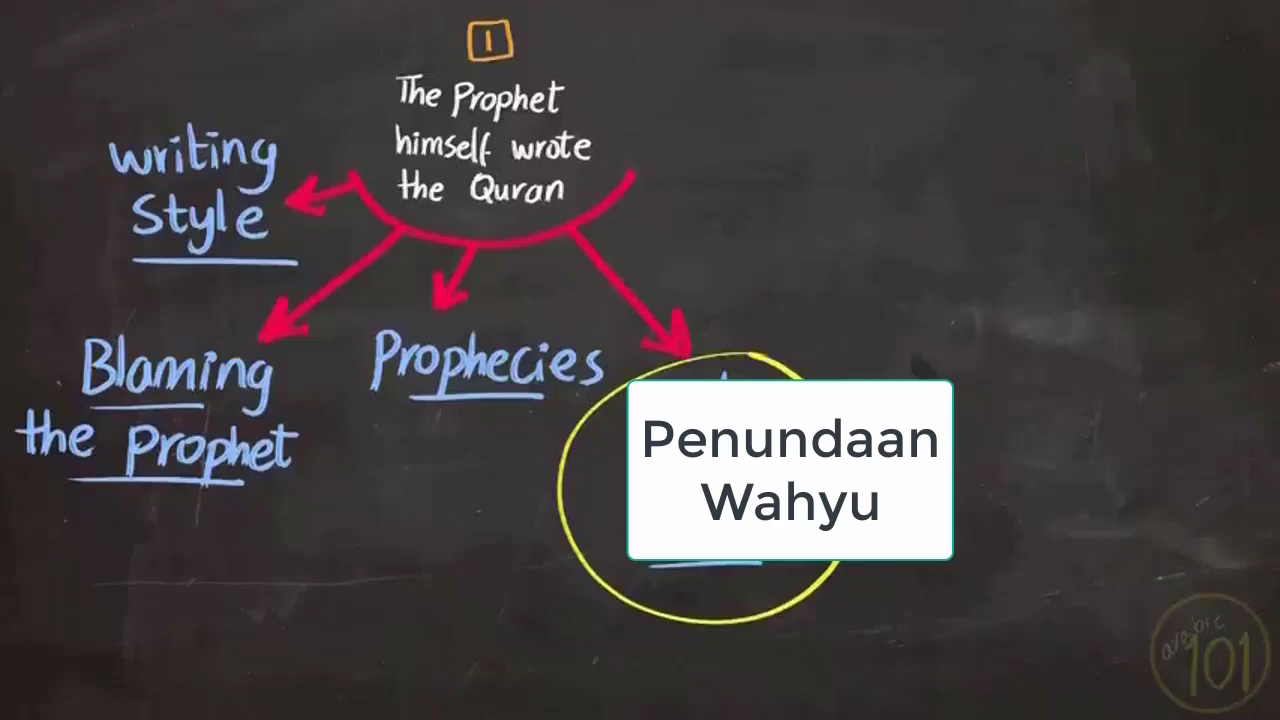 1
The Prophet
himself wrote
the Quran
writing
Style
Blaming
the Prophet
Prophecies
Penundaan
Wahyu
arabic
101